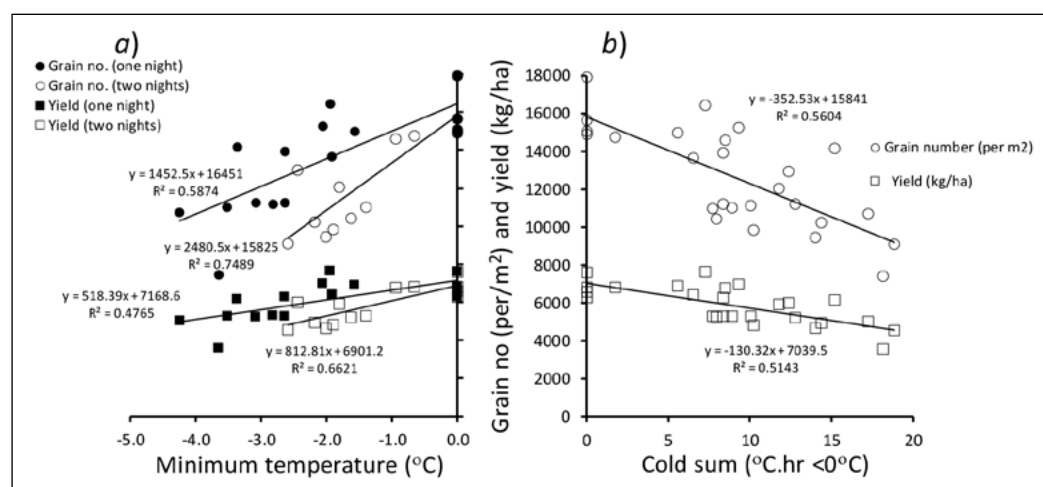 a)
Grain no. (one night)
Grain no. (two nights)
Yield (one night)
Yield (two nights)
y = 1452.5x + 16451
R² = 0.5874
y = 2480.5x + 15825
R² = 0.7489
y = 518.39x + 7168.6
R² = 0.4765
y = 812.81x + 6901.2
R² = 0.6621
-5.0 -4.0 -3.0 -2.0 -1.0 0.0
Minimum temperature (°C)
b)
Grain no (per/m²) and yield (kg/ha)
18000
16000
14000
12000
10000
8000
6000
4000
2000
0
y = -352.53x + 15841
R² = 0.5604
Grain number (per m2)
Yield (kg/ha)
y = -130.32x + 7039.5
R² = 0.5143
0 5 10 15 20
Cold sum (°C.hr <0°C)